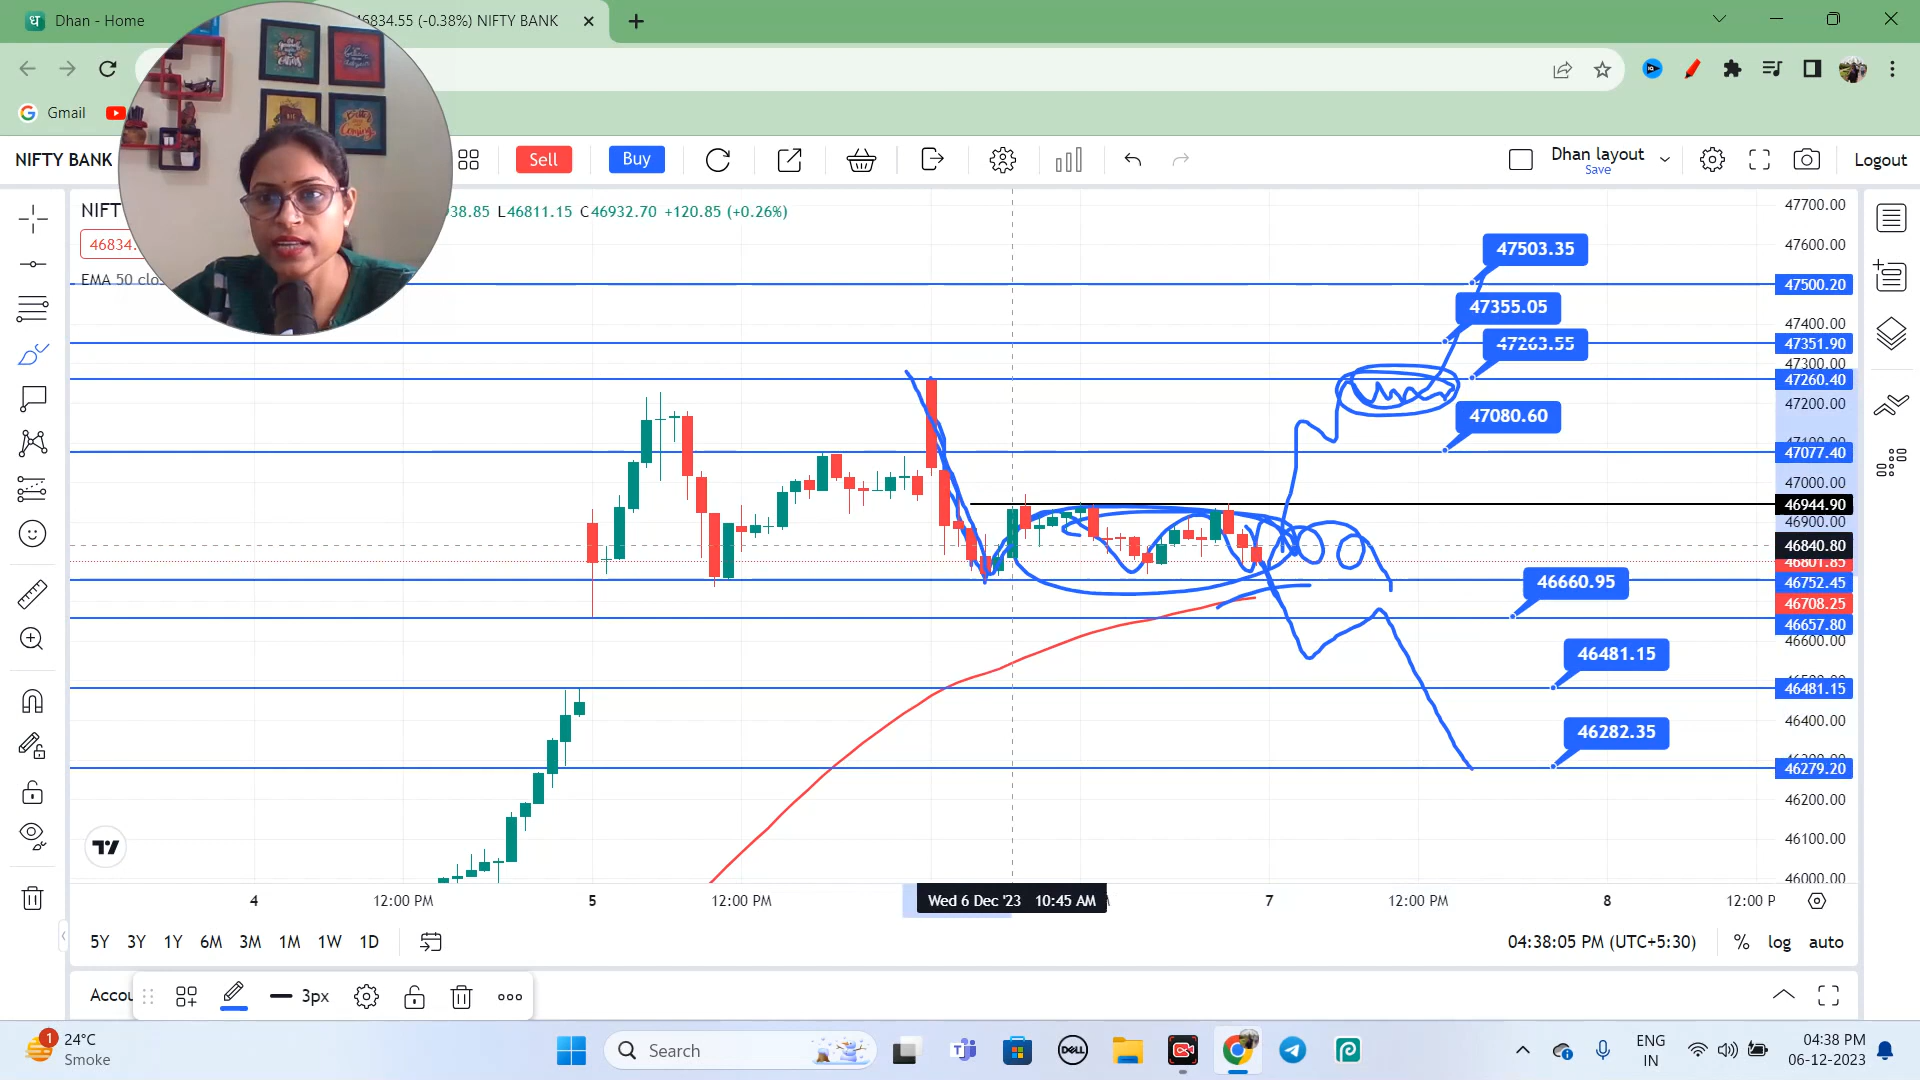 Dhan - Home
46834.55 (-0.38%) NIFTY BANK
Gmail
NIFTY BANK
Sell
Buy
Dhan layout
Save
Logout
NIFT
38.85 L46811.15 C46932.70 +120.85 (+0.26%)
46834.
EMA 50 clo
47503.35
47355.05
47263.55
47080.60
46660.95
46481.15
46282.35
47700.00
47600.00
47500.20
47400.00
47351.90
47300.00
47260.40
47200.00
47100.00
47077.40
47000.00
46944.90
46900.00
46840.80
46801.85
46752.45
46708.25
46657.80
46600.00
46481.15
46400.00
46279.20
46200.00
46100.00
46000.00
4
12:00 PM
5
12:00 PM
Wed 6 Dec '23 10:45 AM
7
12:00 PM
8
12:00 P
5Y 3Y 1Y 6M 3M 1M 1W 1D
04:38:05 PM (UTC+5:30)
% log auto
Accou
3px
1
24°C
Smoke
Search
DELL
ENG
IN
04:38 PM
06-12-2023